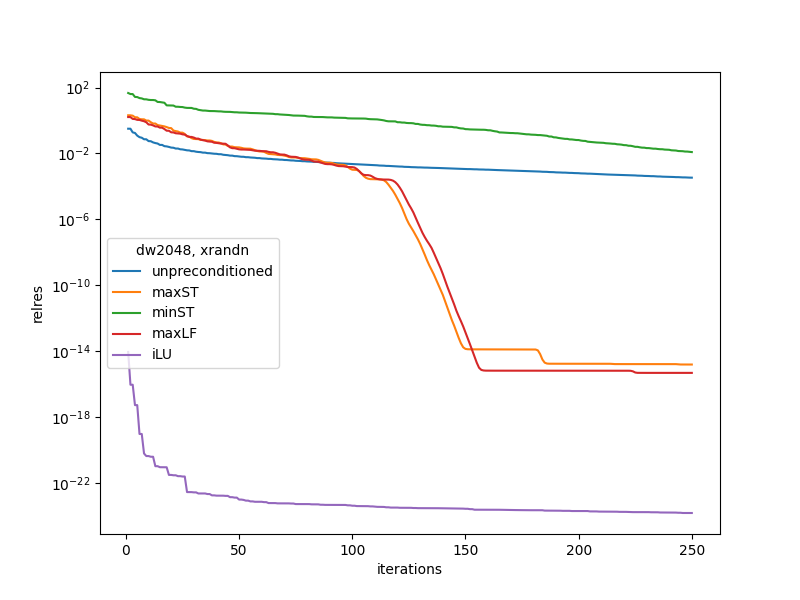 10^2
10^−2
10^−6
10^−10
10^−14
10^−18
10^−22
relres
dw2048, xrandn
unpreconditioned
maxST
minST
maxLF
iLU
0 50 100 150 200 250
iterations